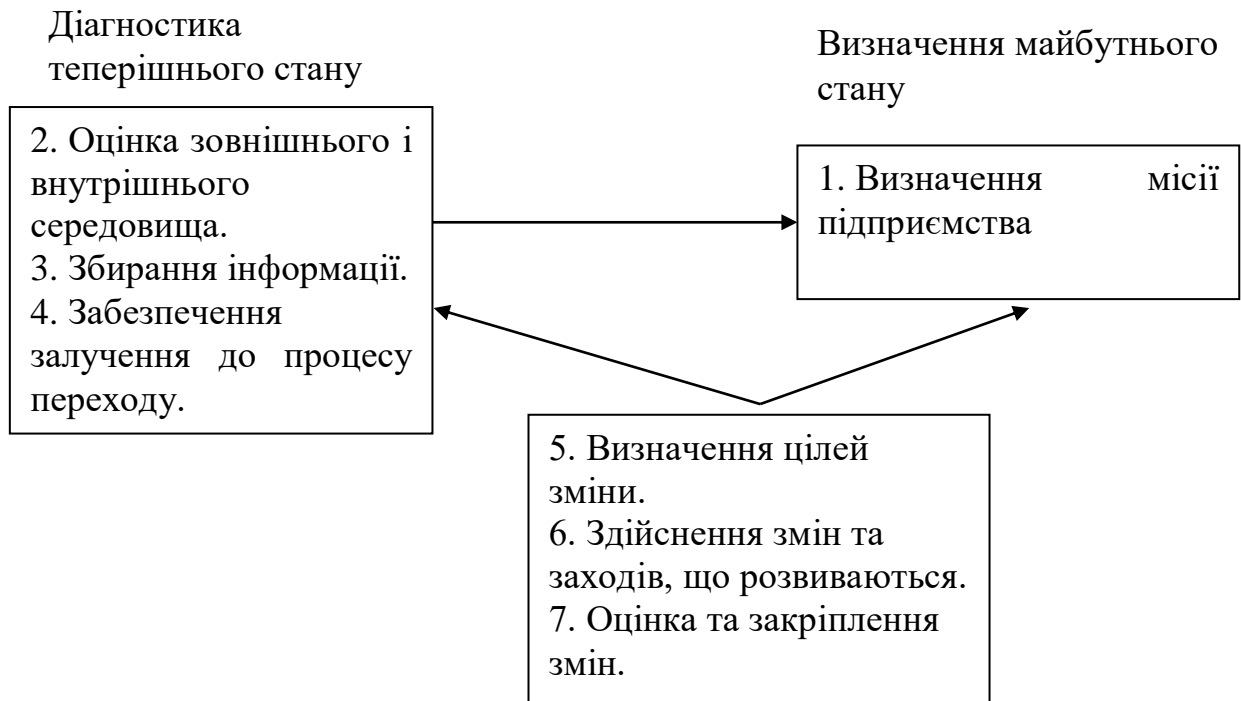 Діагностика
теперішнього стану
Визначення майбутнього
стану
2. Оцінка зовнішнього і
внутрішнього
середовища.
3. Збирання інформації.
4. Забезпечення
залучення до процесу
переходу.
1. Визначення місії
підприємства
5. Визначення цілей
зміни.
6. Здійснення змін та
заходів, що розвиваються.
7. Оцінка та закріплення
змін.